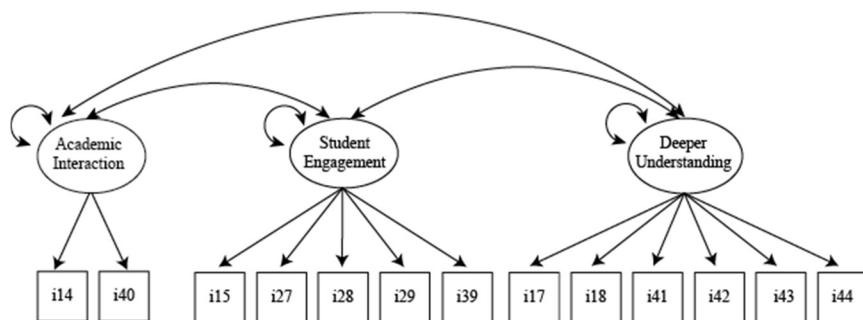 Academic
Interaction
Student
Engagement
Deeper
Understanding
i14
i40
i15
i27
i28
i29
i39
i17
i18
i41
i42
i43
i44